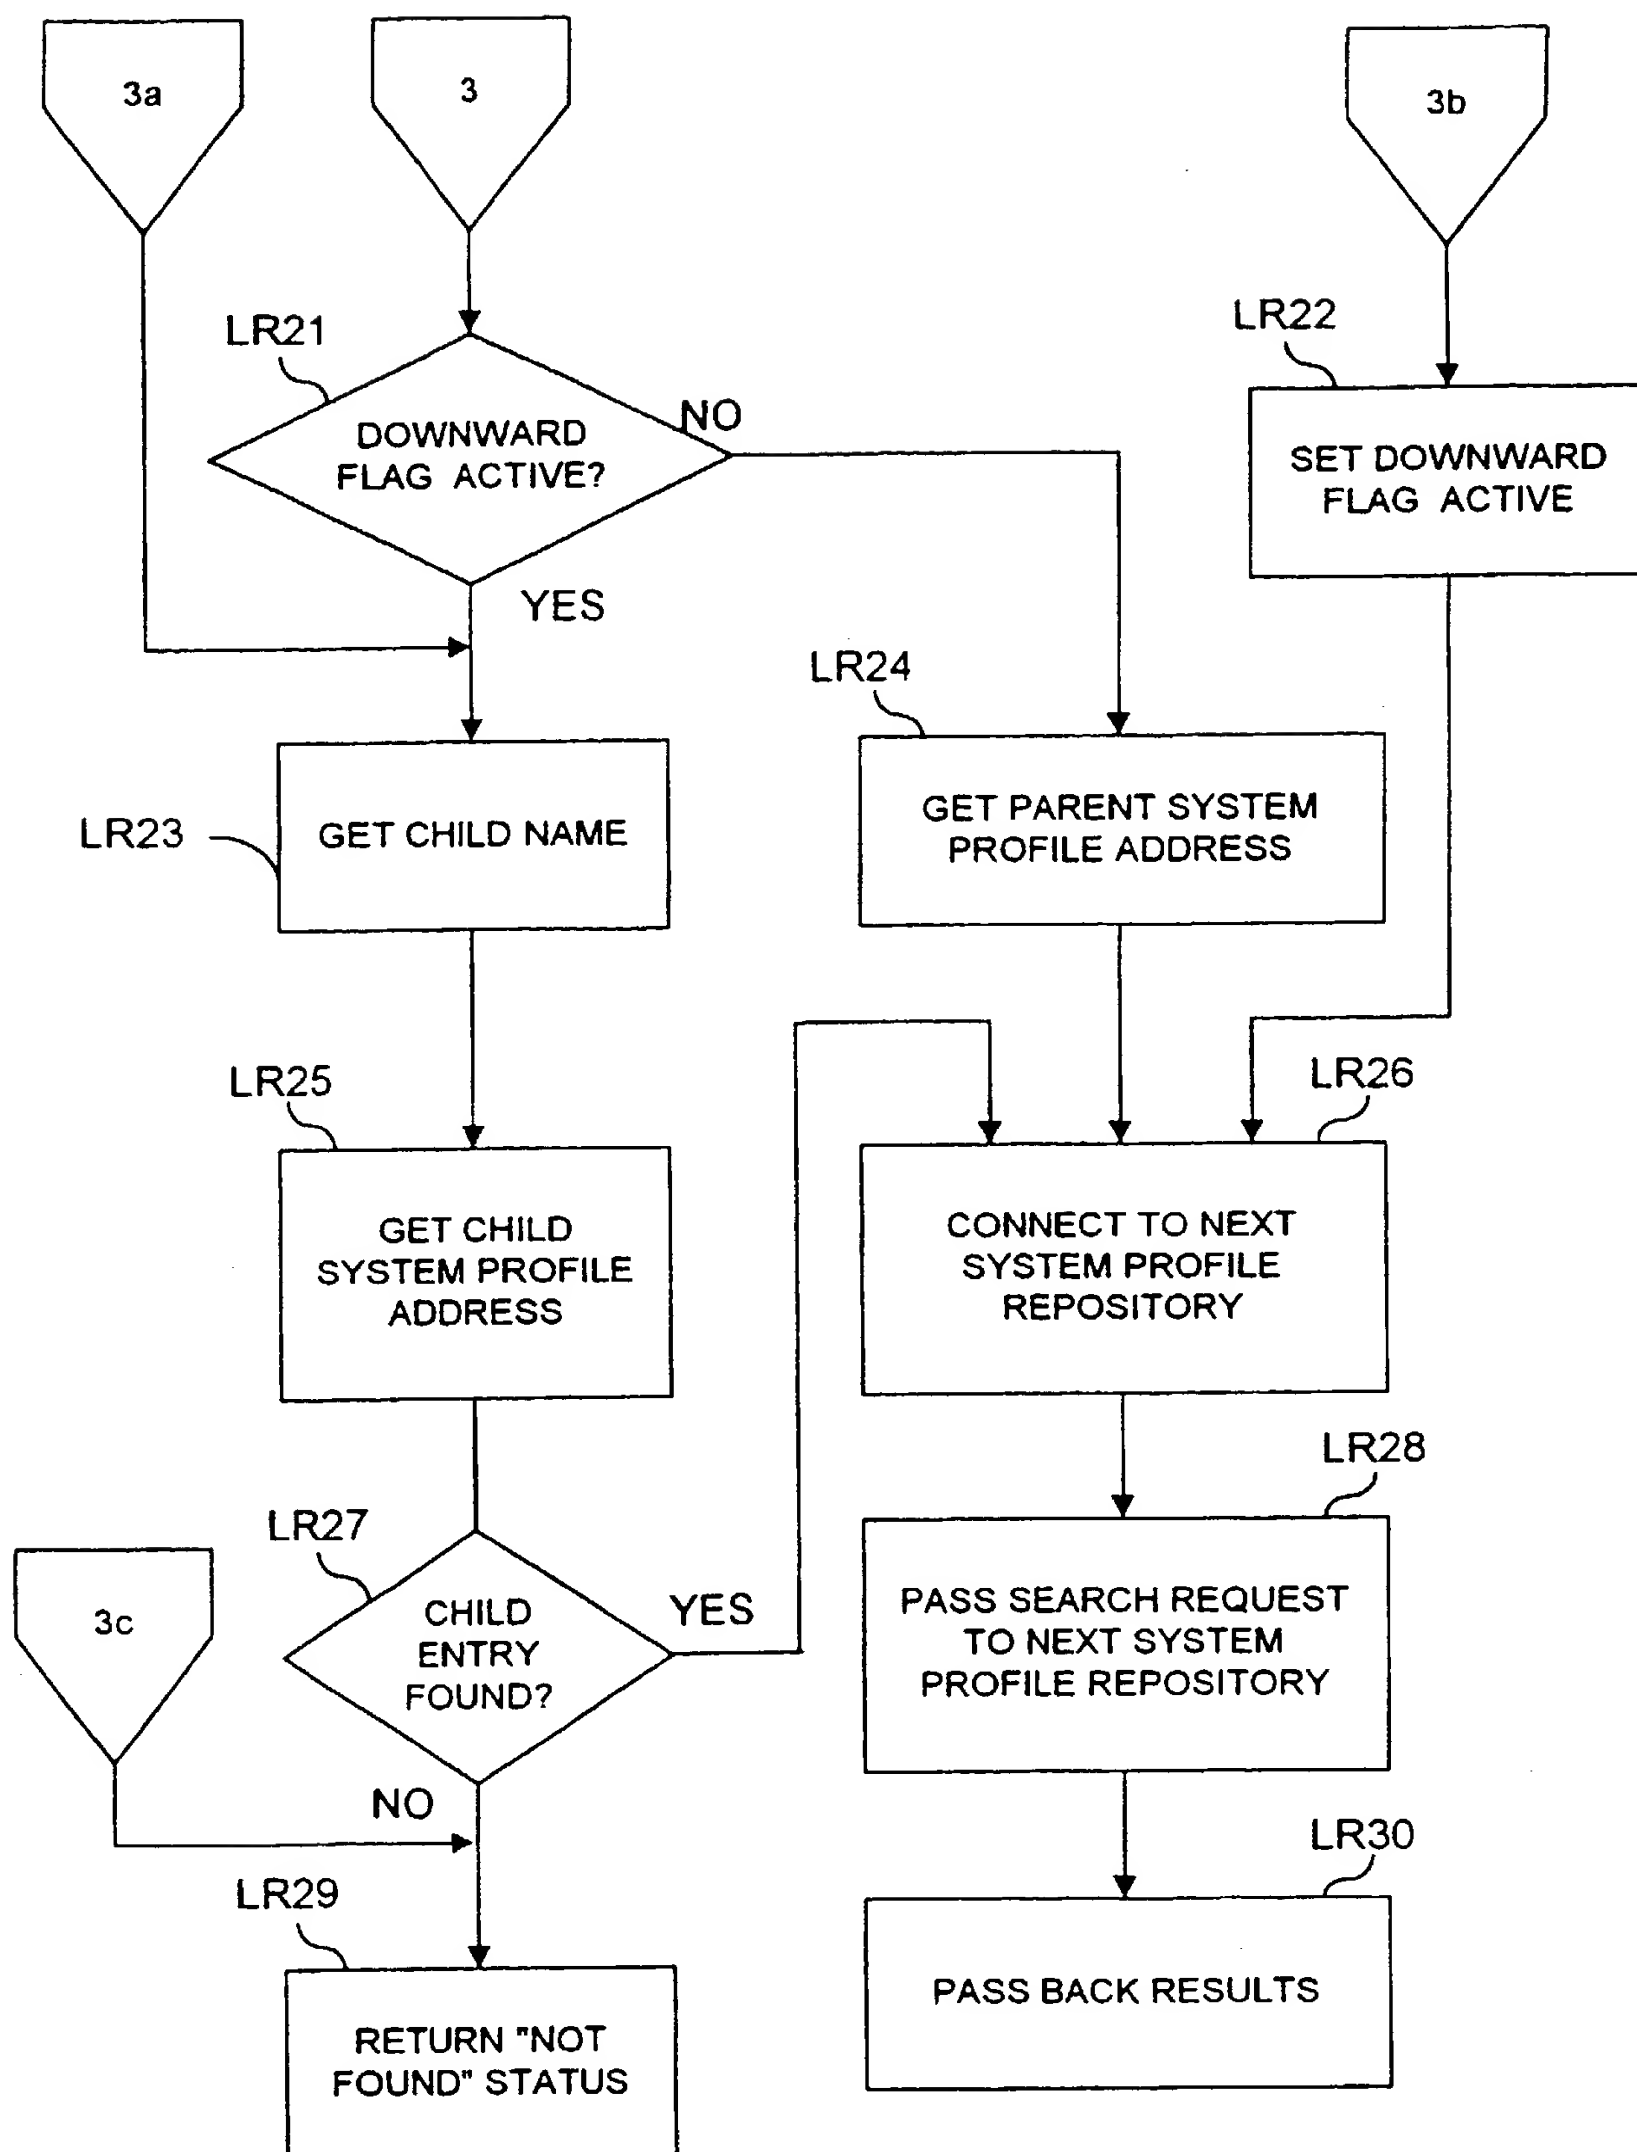 3a
3
3b
LR21
LR22
DOWNWARD
FLAG ACTIVE?
NO
SET DOWNWARD
FLAG ACTIVE
YES
LR24
LR23
GET CHILD NAME
GET PARENT SYSTEM
PROFILE ADDRESS
LR25
LR26
GET CHILD
SYSTEM PROFILE
ADDRESS
CONNECT TO NEXT
SYSTEM PROFILE
REPOSITORY
LR27
LR28
3c
CHILD
ENTRY
FOUND?
YES
PASS SEARCH REQUEST
TO NEXT SYSTEM
PROFILE REPOSITORY
NO
LR29
LR30
RETURN "NOT
FOUND" STATUS
PASS BACK RESULTS